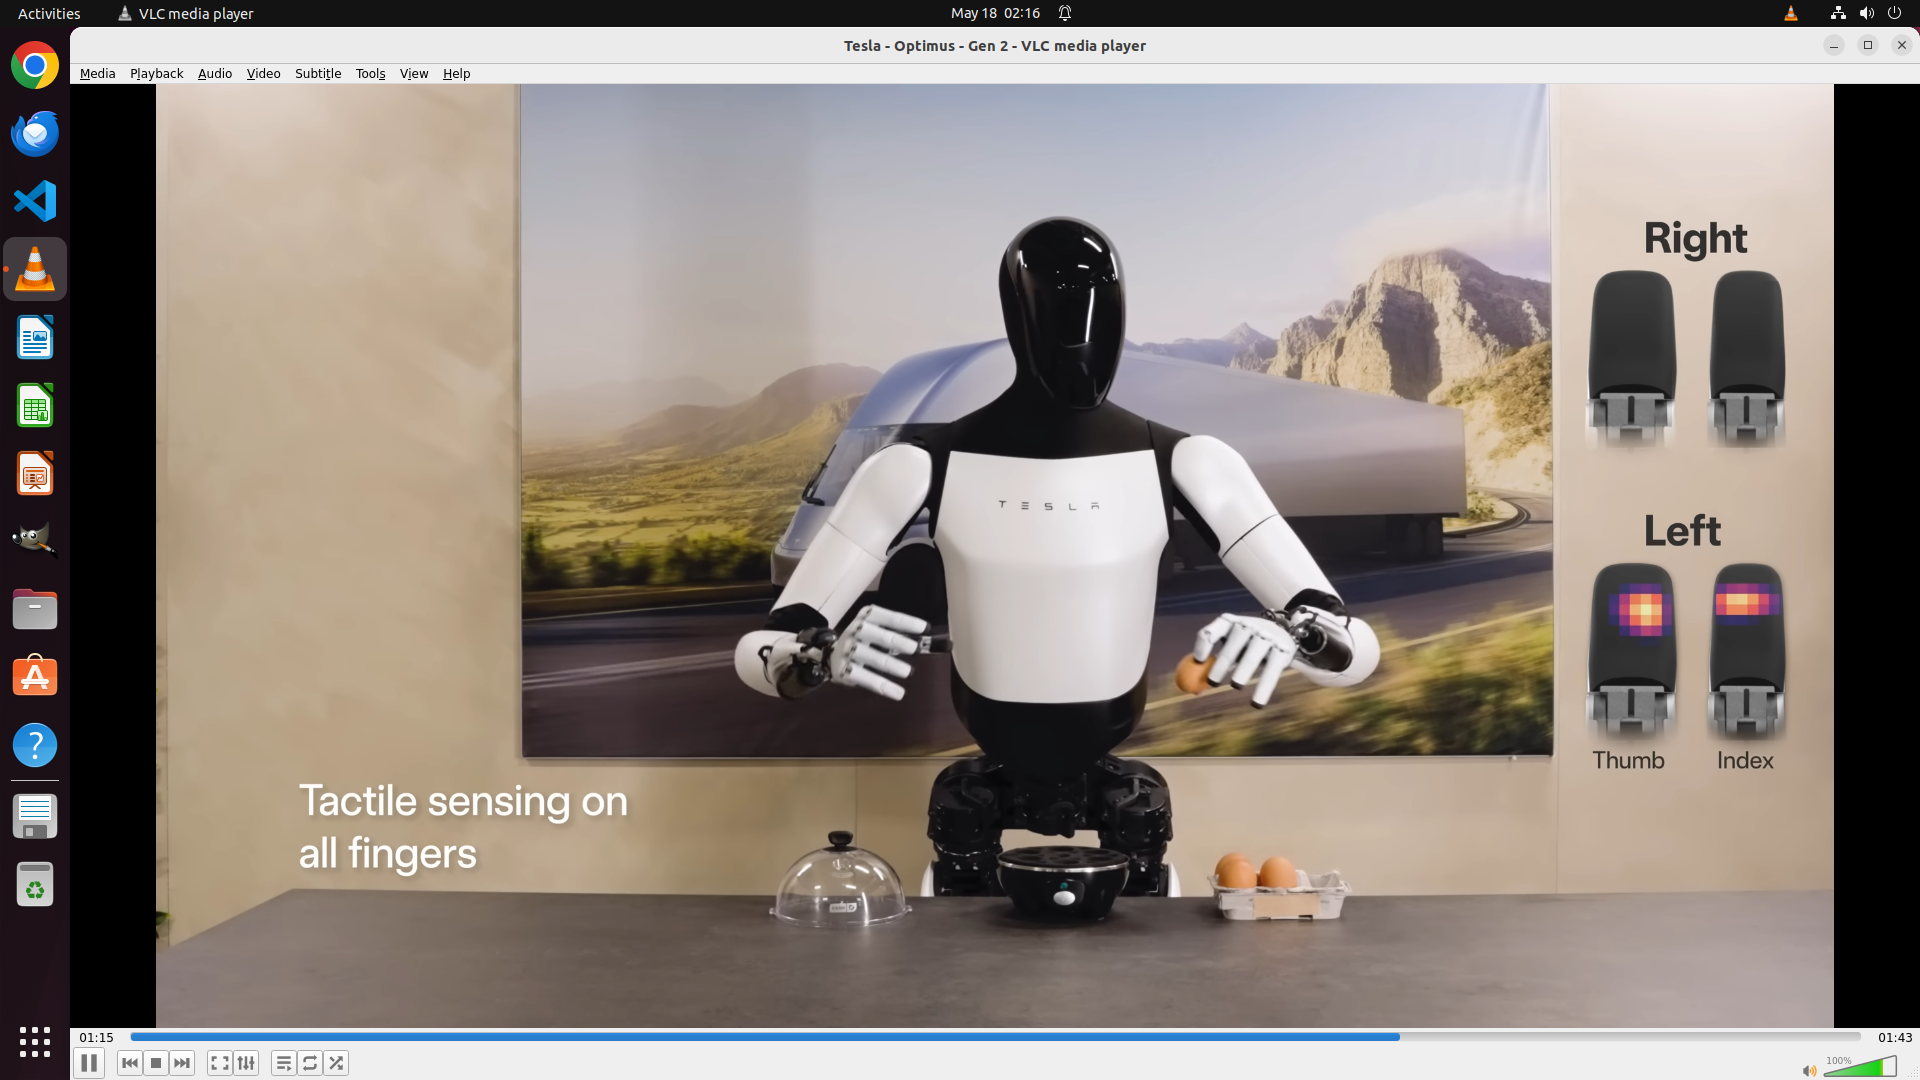 Activities
VLC media player
May 18 02:16
Tesla - Optimus - Gen 2 - VLC media player
Media Playback Audio Video Subtitle Tools View Help
Right
TESLA
Left
Thumb Index
Tactile sensing on
all fingers
01:15
01:43
100%